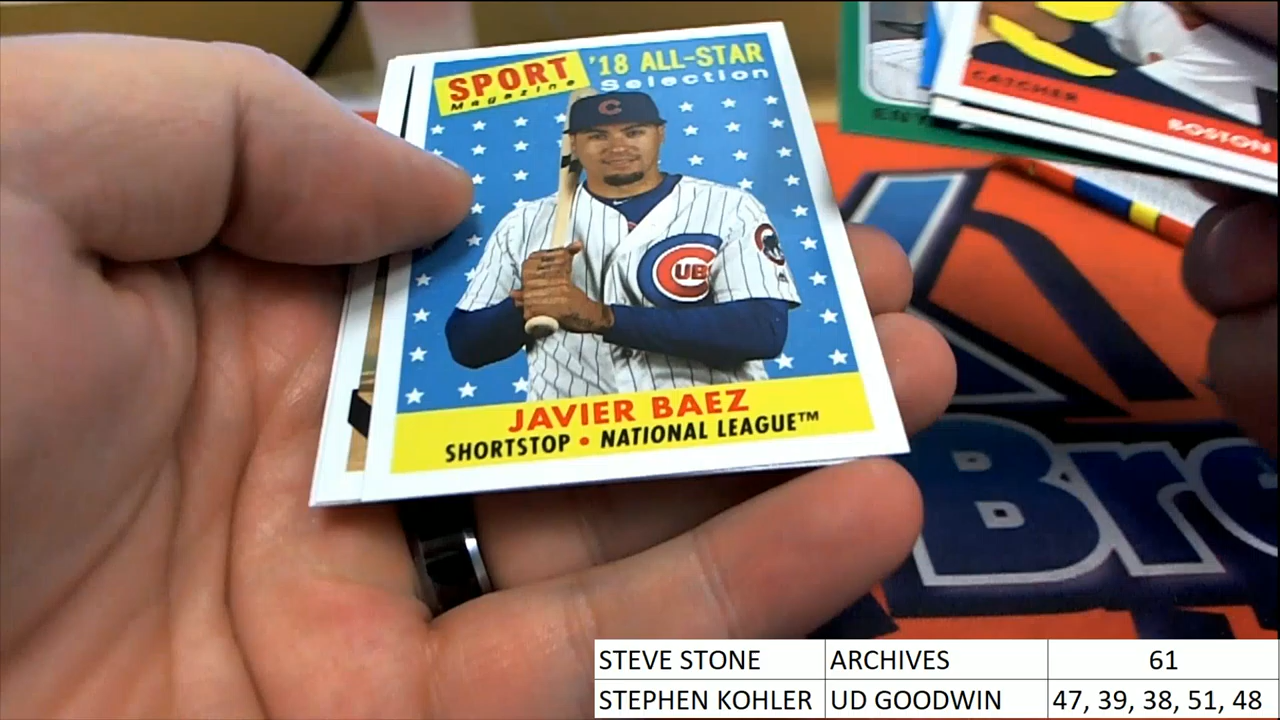 SPORT
Magazine
'18 ALL-STAR
Selection
C
CUBS
JAVIER BAEZ
SHORTSTOP • NATIONAL LEAGUE™
CATCHER
BOSTON
Bre
STEVE STONE ARCHIVES 61
STEPHEN KOHLER UD GOODWIN 47, 39, 38, 51, 48